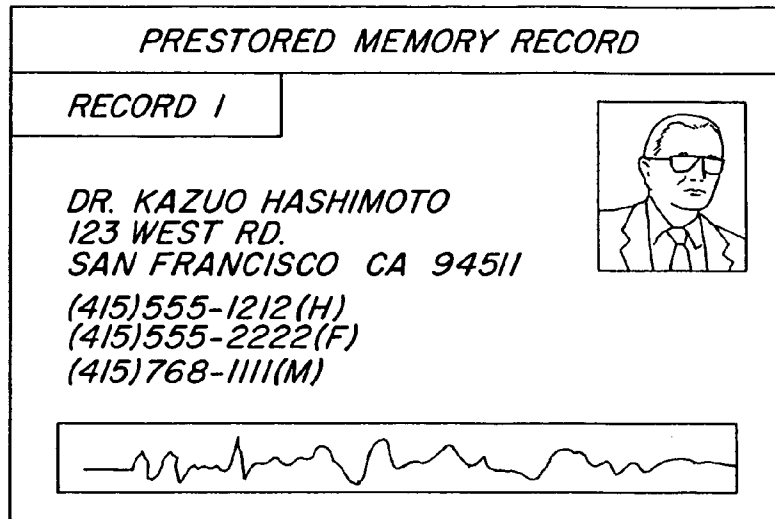 PRESTORED MEMORY RECORD
RECORD 1
DR. KAZUO HASHIMOTO
123 WEST RD.
SAN FRANCISCO CA 94511
(415)555-1212(H)
(415)555-2222(F)
(415)768-1111(M)